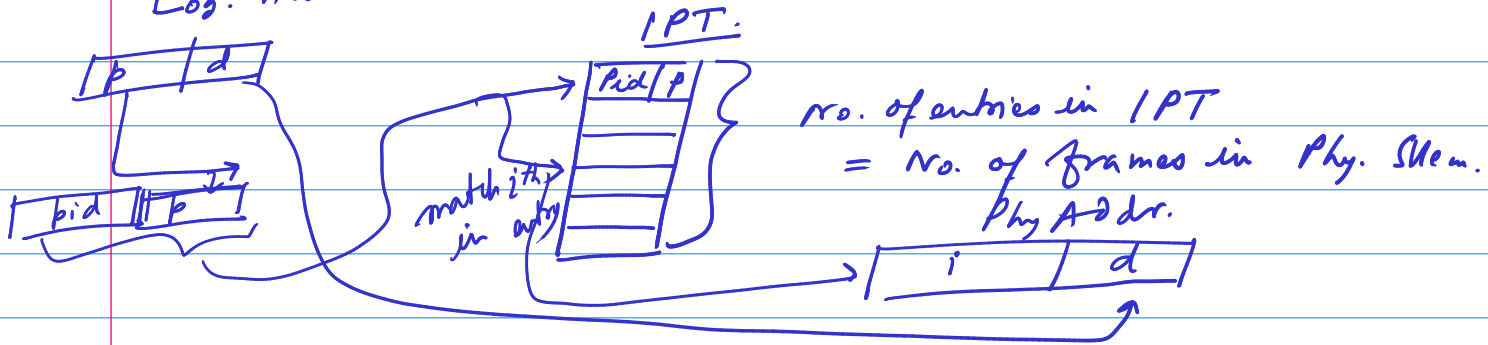 Log.
IPT.
p d
Pid p
No. of entries in IPT
= No. of frames in Phy. Mem.
pid p
match ith
in entry
Phy Addr.
i d